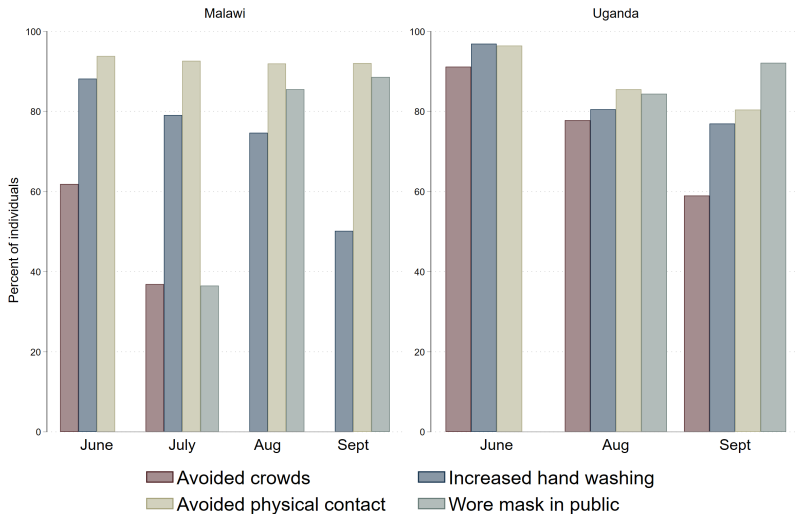 Malawi
Uganda
Percent of individuals
100
80
60
40
20
0
June
July
Aug
Sept
100
80
60
40
20
0
June
Aug
Sept
Avoided crowds
Increased hand washing
Avoided physical contact
Wore mask in public